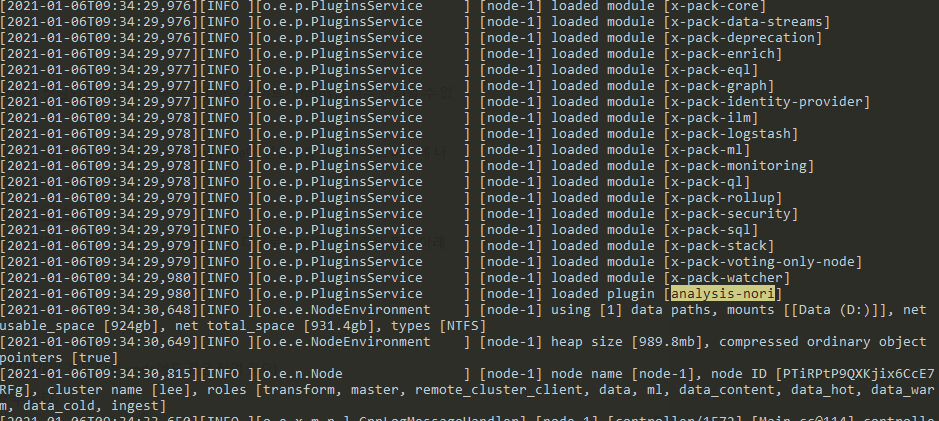 [2021-01-06T09:34:29,976][INFO ][o.e.p.PluginsService     ] [node-1] loaded module [x-pack-core]
[2021-01-06T09:34:29,976][INFO ][o.e.p.PluginsService     ] [node-1] loaded module [x-pack-data-streams]
[2021-01-06T09:34:29,976][INFO ][o.e.p.PluginsService     ] [node-1] loaded module [x-pack-deprecation]
[2021-01-06T09:34:29,977][INFO ][o.e.p.PluginsService     ] [node-1] loaded module [x-pack-enrich]
[2021-01-06T09:34:29,977][INFO ][o.e.p.PluginsService     ] [node-1] loaded module [x-pack-eql]
[2021-01-06T09:34:29,977][INFO ][o.e.p.PluginsService     ] [node-1] loaded module [x-pack-graph]
[2021-01-06T09:34:29,977][INFO ][o.e.p.PluginsService     ] [node-1] loaded module [x-pack-identity-provider]
[2021-01-06T09:34:29,978][INFO ][o.e.p.PluginsService     ] [node-1] loaded module [x-pack-ilm]
[2021-01-06T09:34:29,978][INFO ][o.e.p.PluginsService     ] [node-1] loaded module [x-pack-logstash]
[2021-01-06T09:34:29,978][INFO ][o.e.p.PluginsService     ] [node-1] loaded module [x-pack-ml]
[2021-01-06T09:34:29,978][INFO ][o.e.p.PluginsService     ] [node-1] loaded module [x-pack-monitoring]
[2021-01-06T09:34:29,978][INFO ][o.e.p.PluginsService     ] [node-1] loaded module [x-pack-ql]
[2021-01-06T09:34:29,979][INFO ][o.e.p.PluginsService     ] [node-1] loaded module [x-pack-rollup]
[2021-01-06T09:34:29,979][INFO ][o.e.p.PluginsService     ] [node-1] loaded module [x-pack-security]
[2021-01-06T09:34:29,979][INFO ][o.e.p.PluginsService     ] [node-1] loaded module [x-pack-sql]
[2021-01-06T09:34:29,979][INFO ][o.e.p.PluginsService     ] [node-1] loaded module [x-pack-stack]
[2021-01-06T09:34:29,979][INFO ][o.e.p.PluginsService     ] [node-1] loaded module [x-pack-voting-only-node]
[2021-01-06T09:34:29,980][INFO ][o.e.p.PluginsService     ] [node-1] loaded module [x-pack-watcher]
[2021-01-06T09:34:29,980][INFO ][o.e.p.PluginsService     ] [node-1] loaded plugin [analysis-nori]
[2021-01-06T09:34:30,648][INFO ][o.e.e.NodeEnvironment    ] [node-1] using [1] data paths, mounts [[Data (D:)]], net
usable_space [924gb], net total_space [931.4gb], types [NTFS]
[2021-01-06T09:34:30,649][INFO ][o.e.e.NodeEnvironment    ] [node-1] heap size [989.8mb], compressed ordinary object
pointers [true]
[2021-01-06T09:34:30,815][INFO ][o.e.n.Node               ] [node-1] node name [node-1], node ID [PTiRPtP9QXKjix6CcE7
RFg], cluster name [lee], roles [transform, master, remote_cluster_client, data, ml, data_content, data_hot, data_war
m, data_cold, ingest]